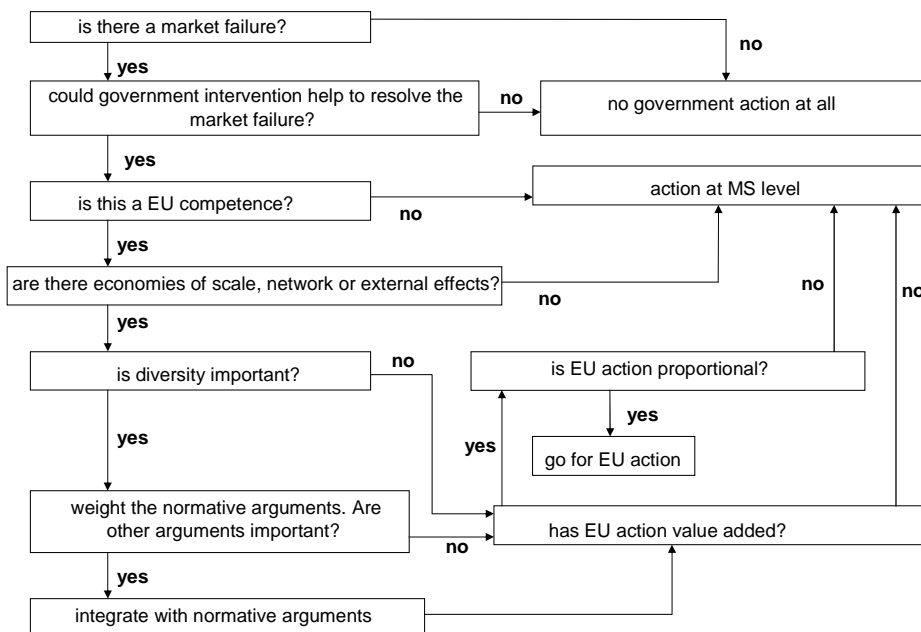 is there a market failure?
no
yes
could government intervention help to resolve the
market failure?
no
no government action at all
yes
is this a EU competence?
no
action at MS level
yes
are there economies of scale, network or external effects?
no
no
no
yes
is diversity important?
no
is EU action proportional?
yes
yes
yes
go for EU action
weight the normative arguments. Are
other arguments important?
no
has EU action value added?
yes
integrate with normative arguments